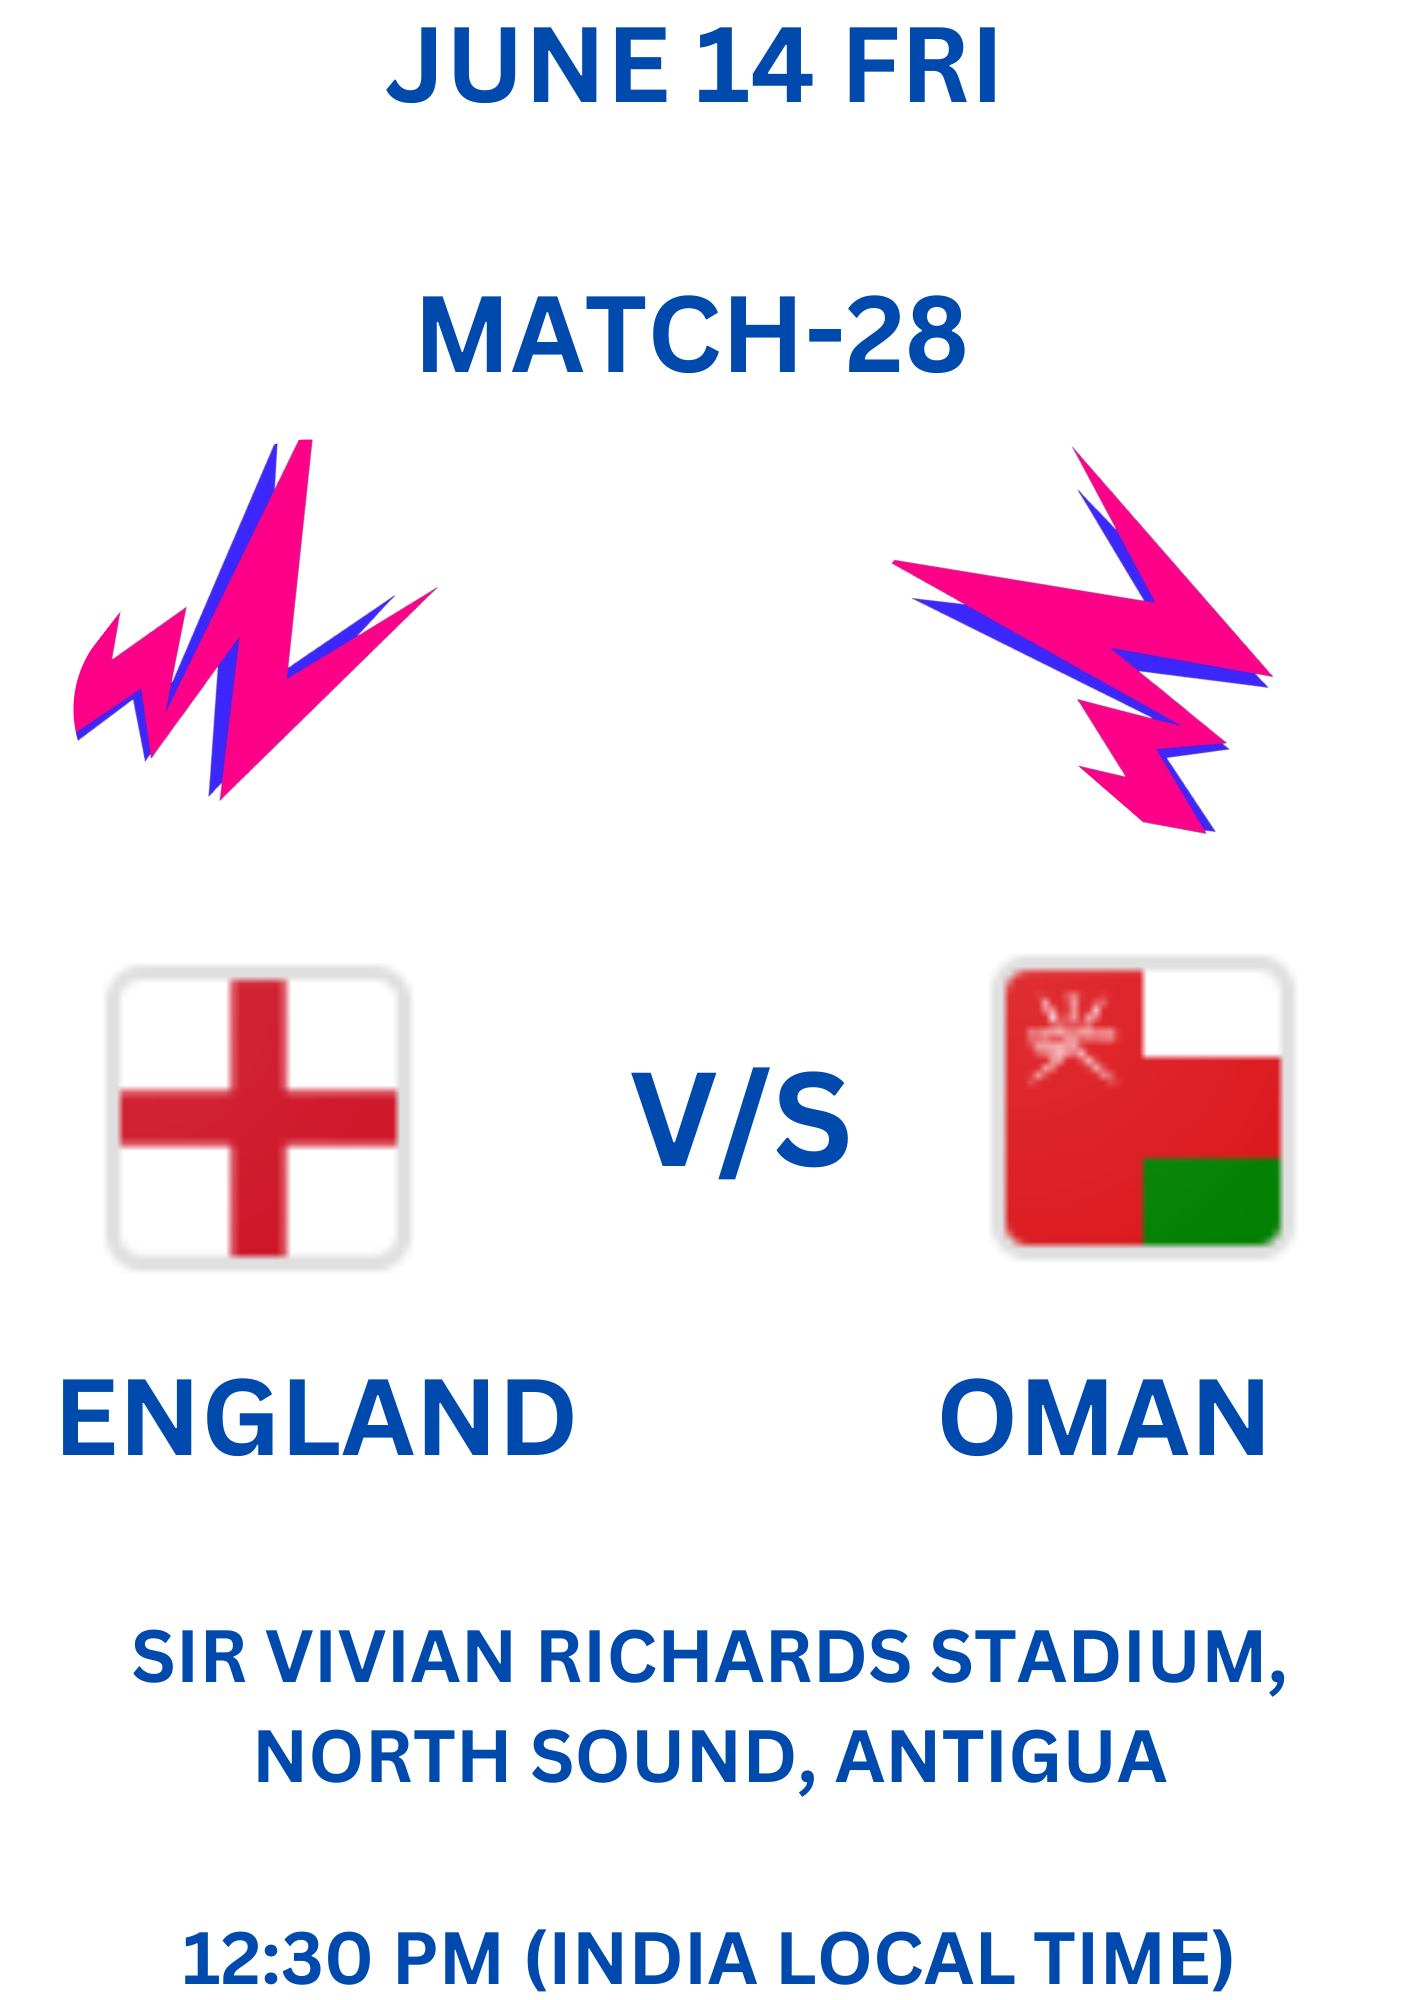 JUNE 14 FRI
MATCH-28
V/S
ENGLAND OMAN
SIR VIVIAN RICHARDS STADIUM,
NORTH SOUND, ANTIGUA
12:30 PM (INDIA LOCAL TIME)